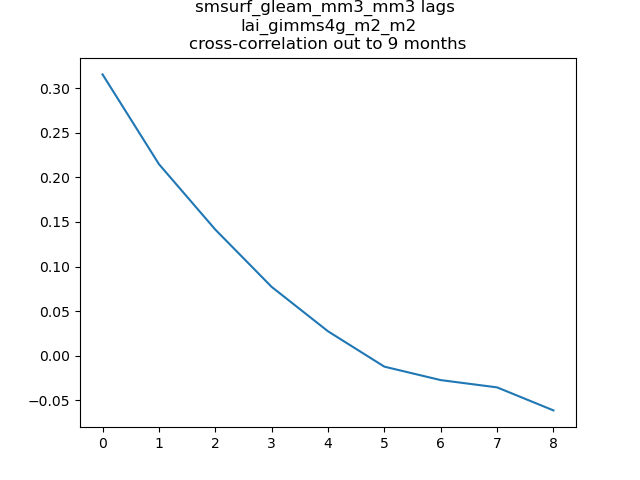 smsurf_gleam_mm3_mm3 lags
lai_gimms4g_m2_m2
cross-correlation out to 9 months
0.30
0.25
0.20
0.15
0.10
0.05
0.00
−0.05
0 1 2 3 4 5 6 7 8